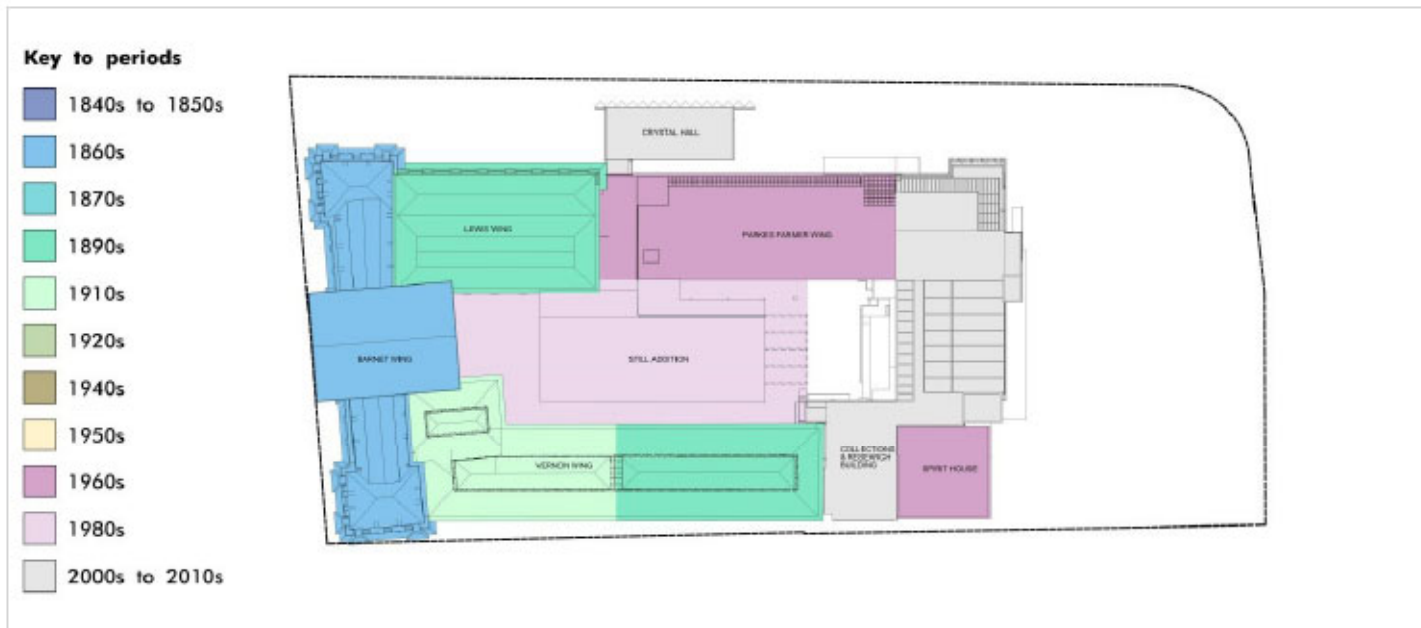 Key to periods
1840s to 1850s
1860s
1870s
1890s
1910s
1920s
1940s
1950s
1960s
1980s
2000s to 2010s
CRYSTAL HALL
LEWIS WING
PARKES FARMER WING
BARNET WING
STILL ADDITION
VERNON WING
COLLECTIONS
& RESEARCH
BUILDING
SPIRIT HOUSE